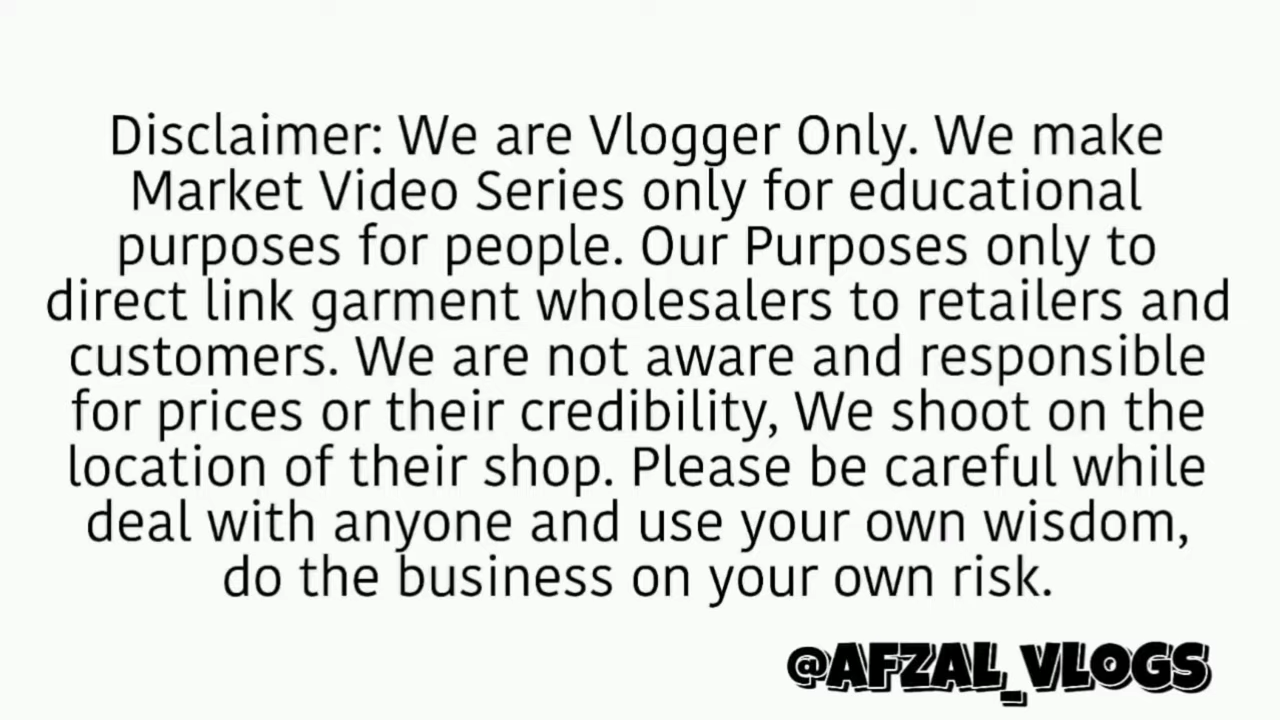 Disclaimer: We are Vlogger Only. We make
Market Video Series only for educational
purposes for people. Our Purposes only to
direct link garment wholesalers to retailers and
customers. We are not aware and responsible
for prices or their credibility, We shoot on the
location of their shop. Please be careful while
deal with anyone and use your own wisdom,
do the business on your own risk.
@AFZAL_VLOGS